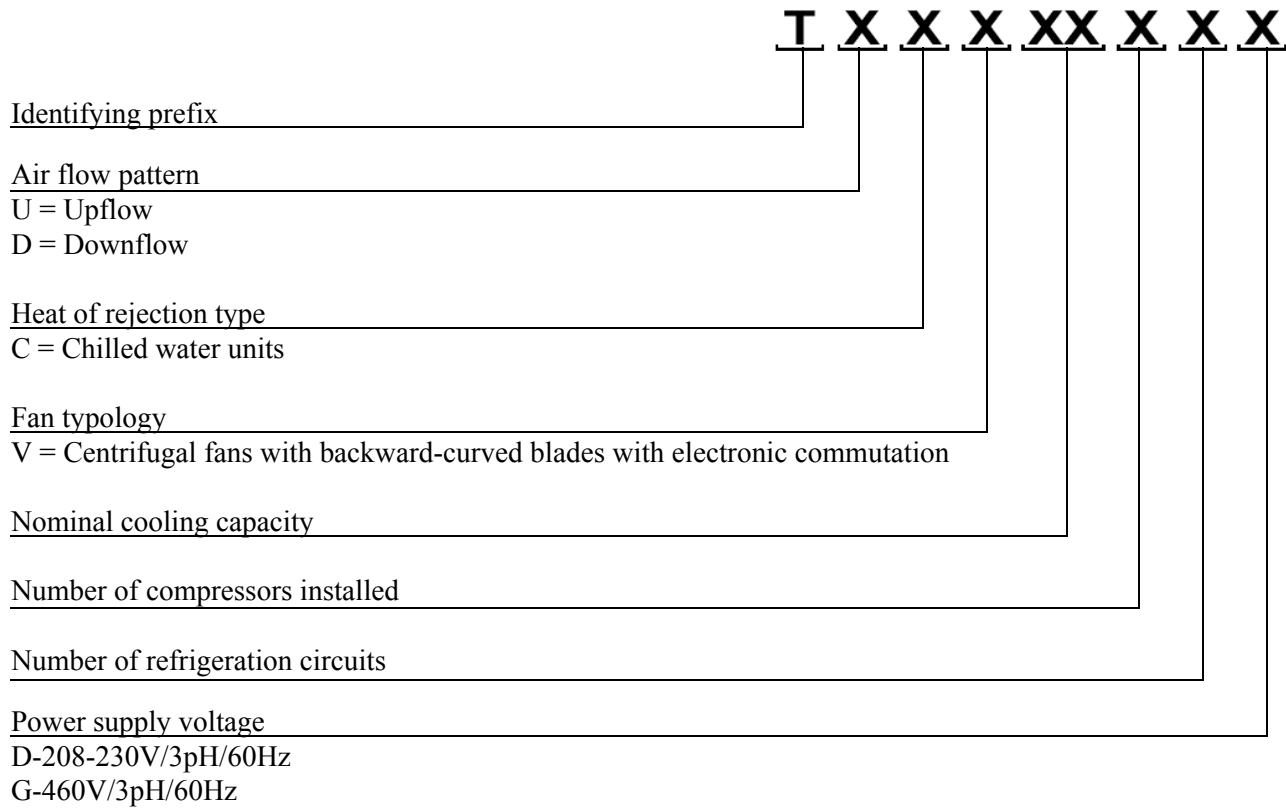 T X X X XX X X X
Identifying prefix
Air flow pattern
U = Upflow
D = Downflow
Heat of rejection type
C = Chilled water units
Fan typology
V = Centrifugal fans with backward-curved blades with electronic commutation
Nominal cooling capacity
Number of compressors installed
Number of refrigeration circuits
Power supply voltage
D-208-230V/3pH/60Hz
G-460V/3pH/60Hz